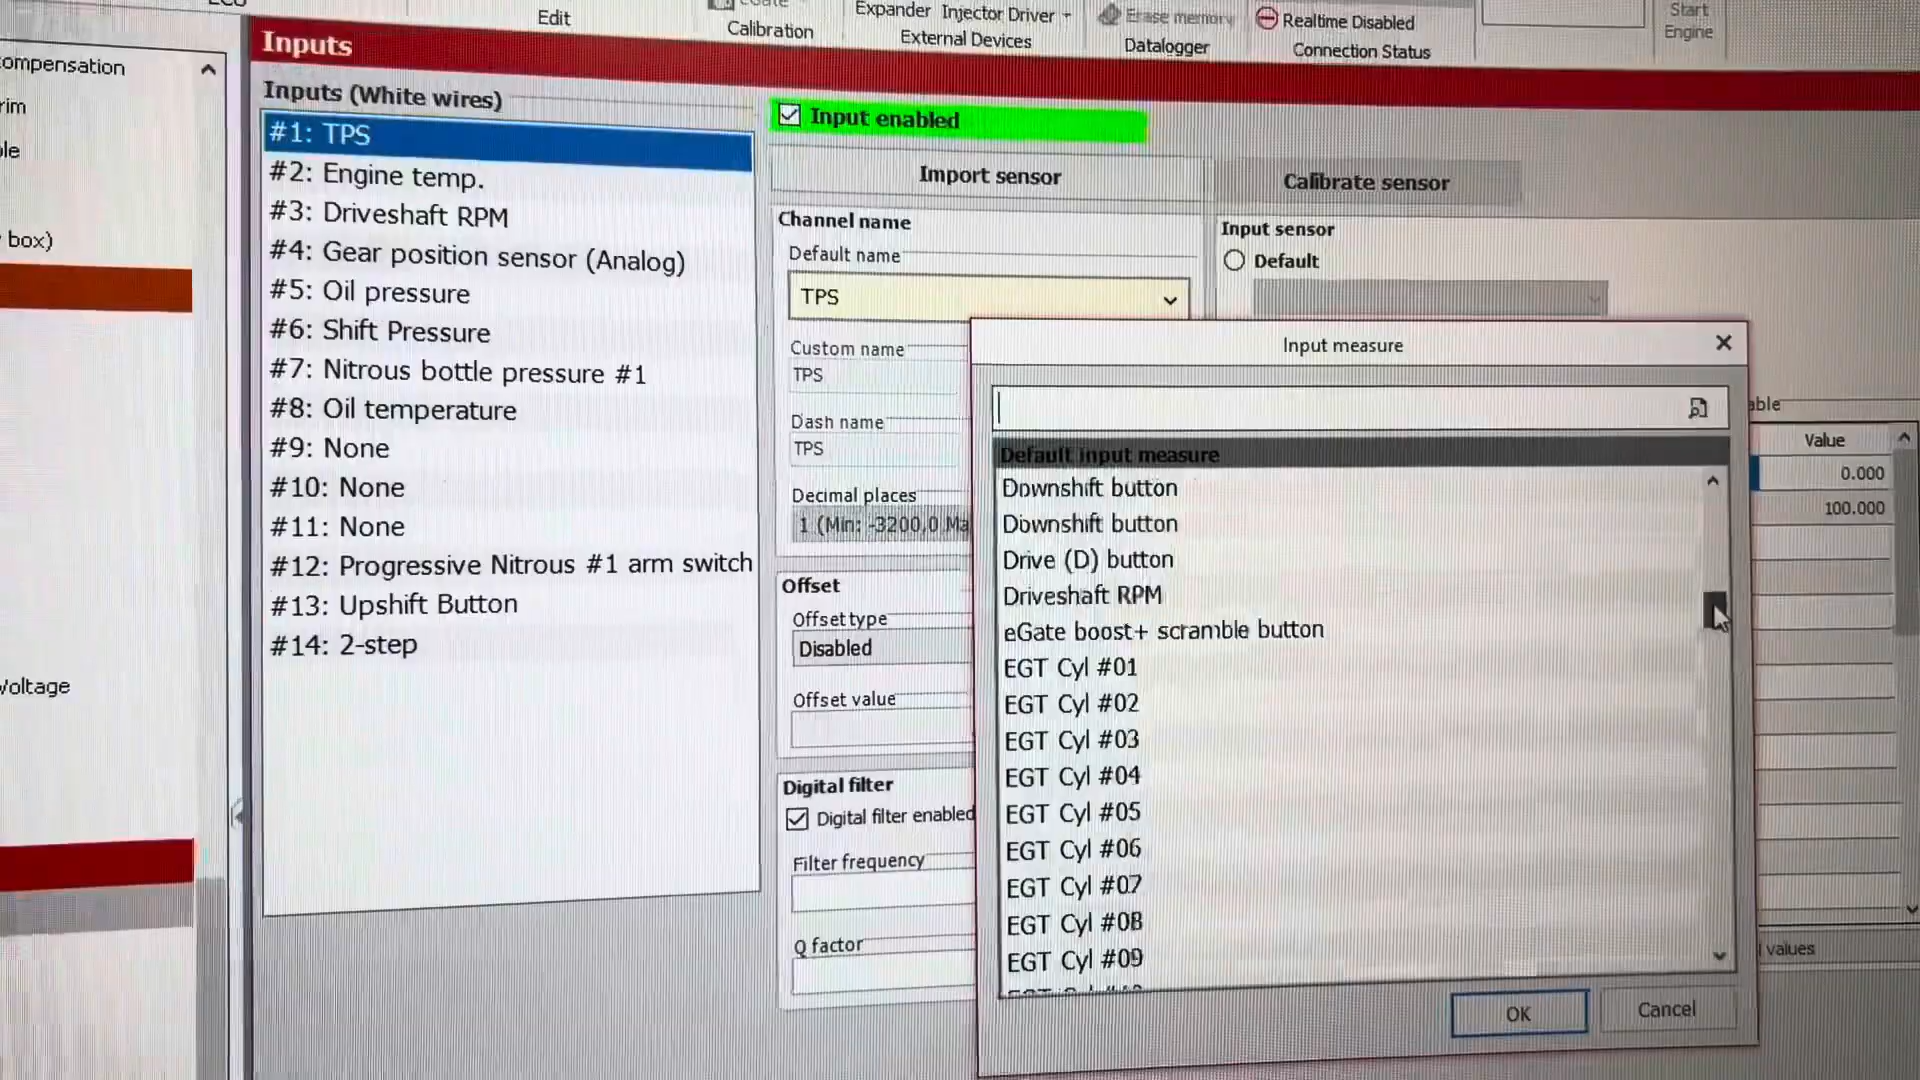 Edit
Calibration
Expander Injector Driver
External Devices
Erase memory
Datalogger
Realtime Disabled
Connection Status
Start
Engine
ompensation
rim
ble
box)
Voltage
Inputs
Inputs (White wires)
#1: TPS
#2: Engine temp.
#3: Driveshaft RPM
#4: Gear position sensor (Analog)
#5: Oil pressure
#6: Shift Pressure
#7: Nitrous bottle pressure #1
#8: Oil temperature
#9: None
#10: None
#11: None
#12: Progressive Nitrous #1 arm switch
#13: Upshift Button
#14: 2-step
Input enabled
Import sensor
Calibrate sensor
Channel name
Default name
TPS
Custom name
TPS
Dash name
TPS
Decimal places
1 (Min: -3200,0 Ma
Offset
Offset type
Disabled
Offset value
Digital filter
Digital filter enabled
Filter frequency
Q factor
Input sensor
Default
Input measure
Default input measure
Downshift button
Downshift button
Drive (D) button
Driveshaft RPM
eGate boost+ scramble button
EGT Cyl #01
EGT Cyl #02
EGT Cyl #03
EGT Cyl #04
EGT Cyl #05
EGT Cyl #06
EGT Cyl #07
EGT Cyl #08
EGT Cyl #09
OK
Cancel
able
Value
0.000
100.000
values